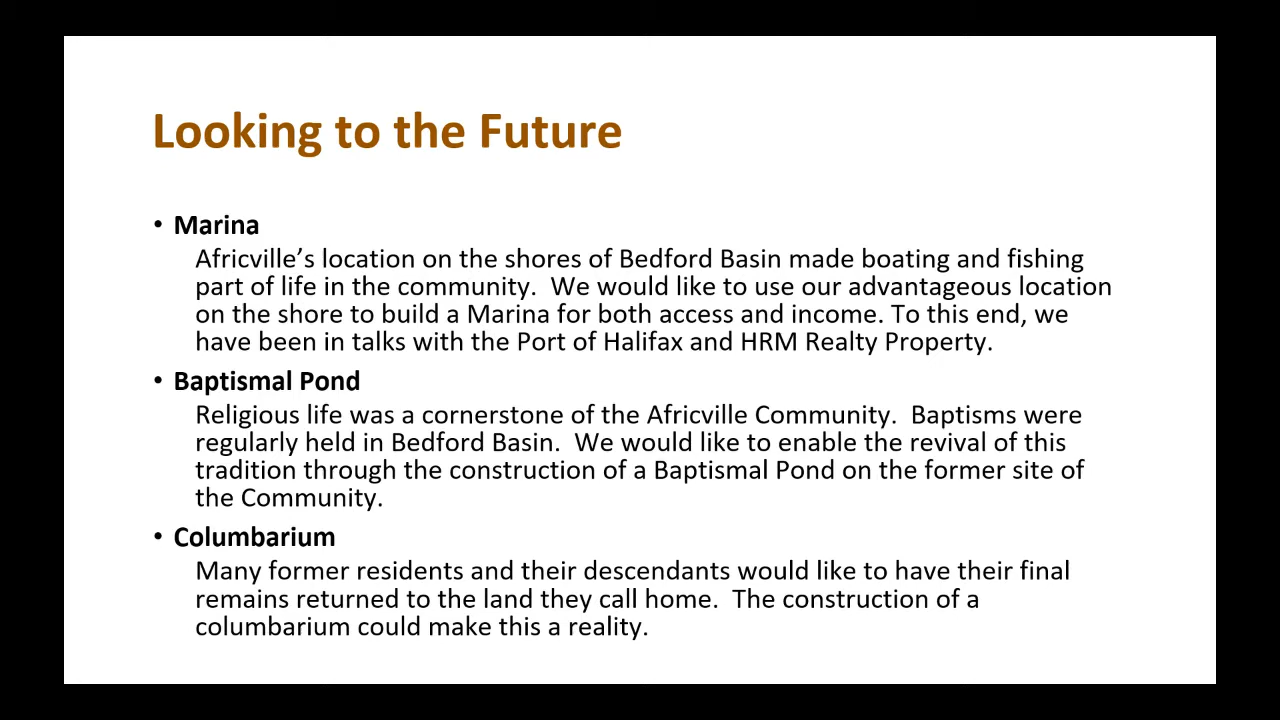 Looking to the Future
• Marina
Africville’s location on the shores of Bedford Basin made boating and fishing
part of life in the community.  We would like to use our advantageous location
on the shore to build a Marina for both access and income. To this end, we
have been in talks with the Port of Halifax and HRM Realty Property.
• Baptismal Pond
Religious life was a cornerstone of the Africville Community.  Baptisms were
regularly held in Bedford Basin.  We would like to enable the revival of this
tradition through the construction of a Baptismal Pond on the former site of
the Community.
• Columbarium
Many former residents and their descendants would like to have their final
remains returned to the land they call home.  The construction of a
columbarium could make this a reality.